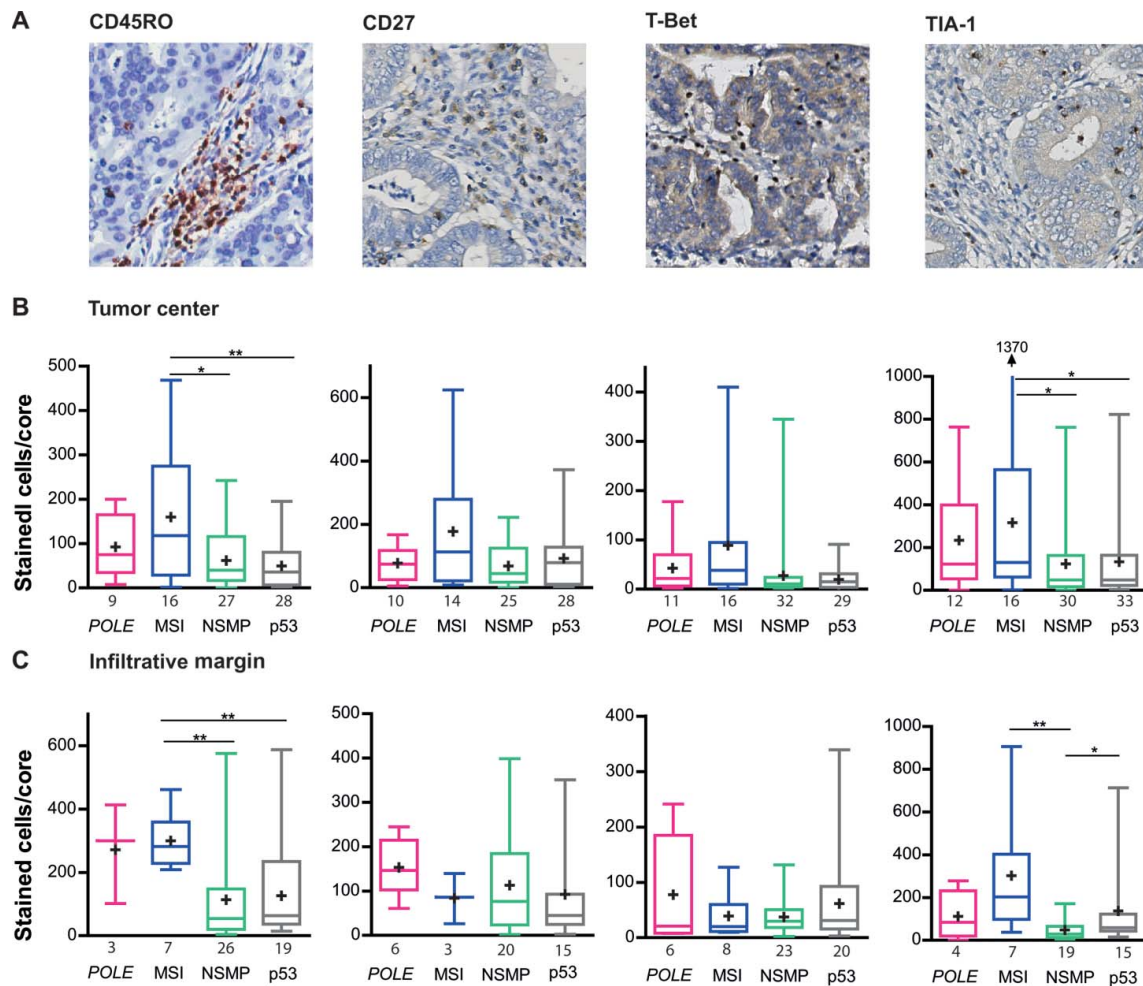 A
CD45RO CD27 T-Bet TIA-1
B Tumor center
Stainedl cells/core
500
400
300
200
100
0
* **
9 16 27 28
POLE MSI NSMP p53
600
400
200
0
10 14 25 28
POLE MSI NSMP p53
400
300
200
100
0
11 16 32 29
POLE MSI NSMP p53
1370
1000
800
600
400
200
0
* *
12 16 30 33
POLE MSI NSMP p53
C Infiltrative margin
Stained cells/core
600
400
200
0
** **
3 7 26 19
POLE MSI NSMP p53
500
400
300
200
100
0
6 3 20 15
POLE MSI NSMP p53
400
200
100
0
6 8 23 20
POLE MSI NSMP p53
1000
800
600
400
200
0
** *
4 7 19 15
POLE MSI NSMP p53